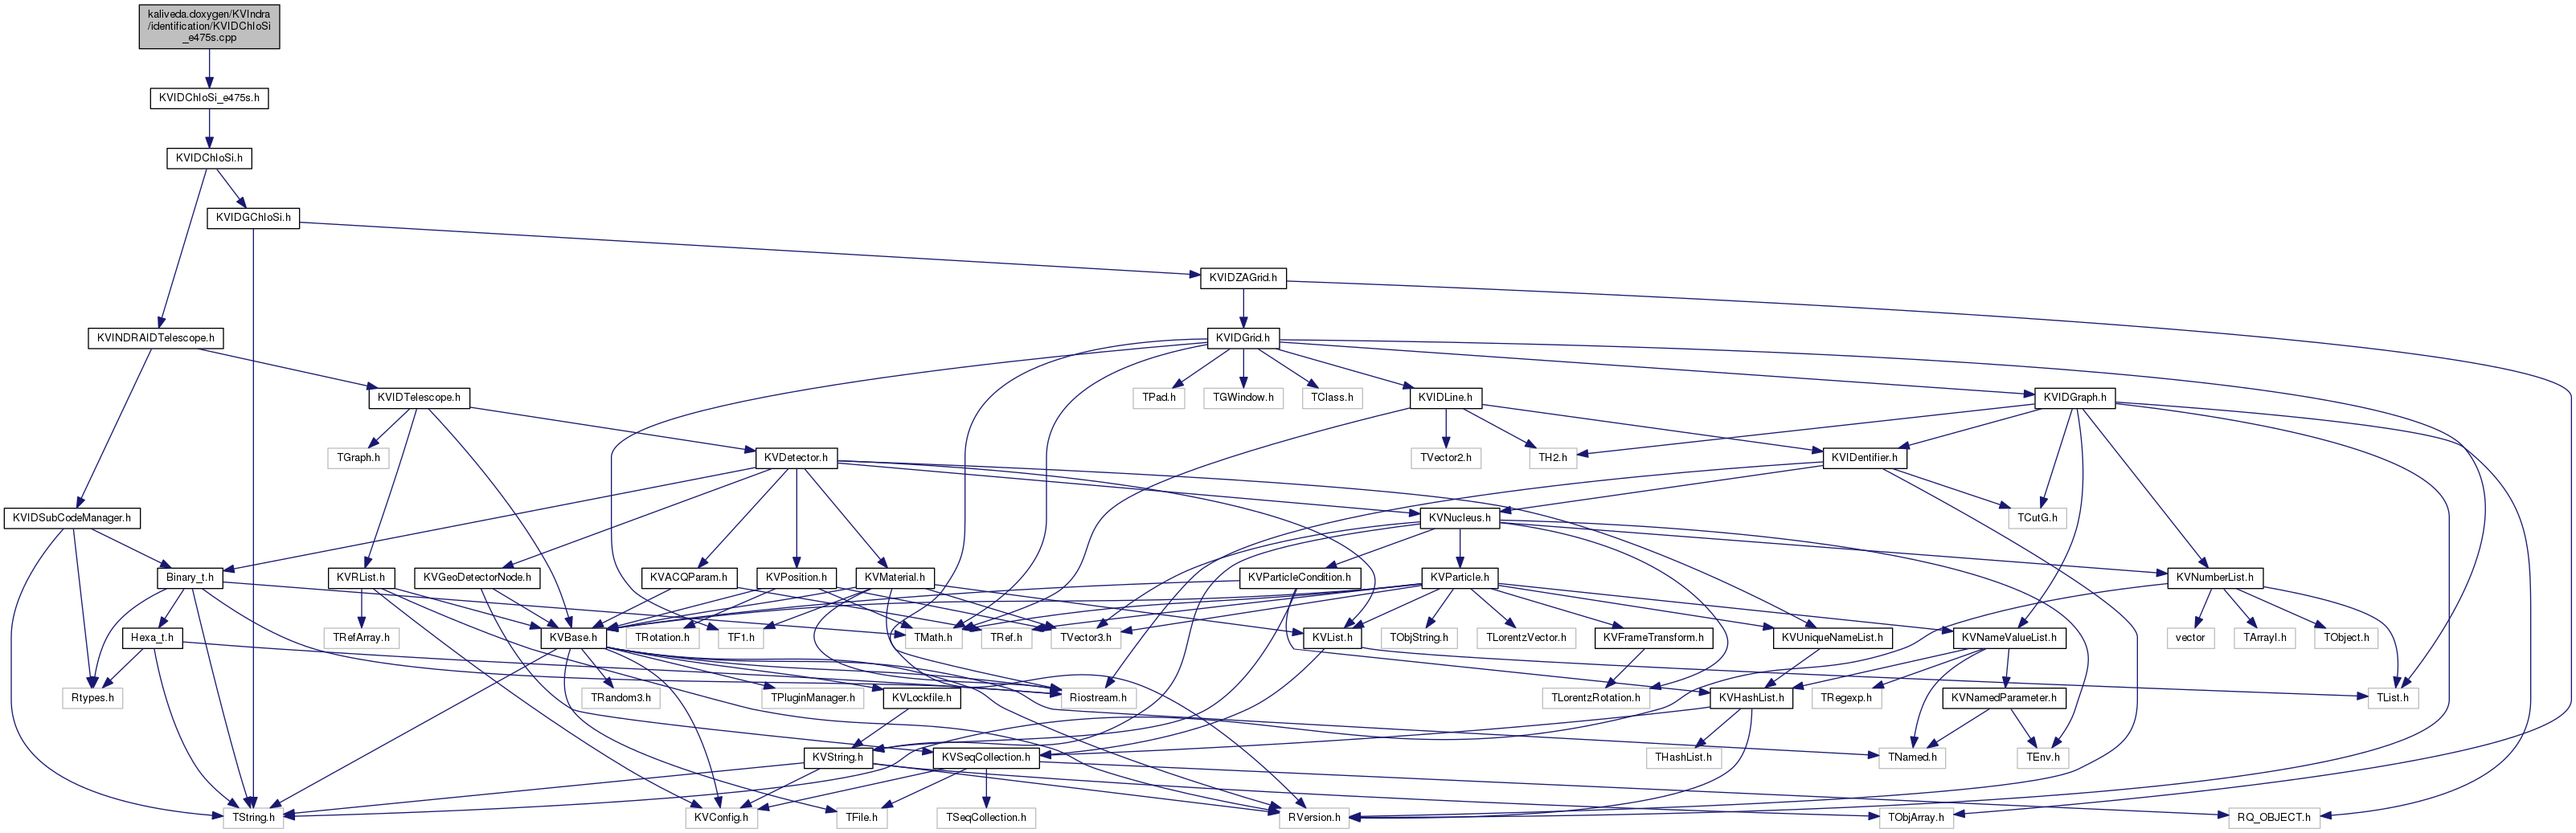 kaliveda.doxygen/KVIndra
/identification/KVIDChIoSi
_e475s.cpp
KVIDChIoSi_e475s.h
KVIDChIoSi.h
KVIDGChIoSi.h
KVIDZAGrid.h
KVINDRAIDTelescope.h
KVIDGrid.h
KVIDTelescope.h
TPad.h
TGWindow.h
TClass.h
KVIDLine.h
KVIDGraph.h
TGraph.h
KVDetector.h
TVector2.h
TH2.h
KVIDentifier.h
KVIDSubCodeManager.h
KVNucleus.h
TCutG.h
Binary_t.h
KVRList.h
KVGeoDetectorNode.h
KVACQParam.h
KVPosition.h
KVMaterial.h
KVParticleCondition.h
KVParticle.h
KVNumberList.h
Hexa_t.h
TRefArray.h
KVBase.h
TRotation.h
TF1.h
TMath.h
TRef.h
TVector3.h
KVList.h
TObjString.h
TLorentzVector.h
KVFrameTransform.h
KVUniqueNameList.h
KVNameValueList.h
vector
TArrayI.h
TObject.h
Rtypes.h
TRandom3.h
TPluginManager.h
KVLockfile.h
Riostream.h
TLorentzRotation.h
KVHashList.h
TRegexp.h
KVNamedParameter.h
TList.h
KVString.h
KVSeqCollection.h
THashList.h
TNamed.h
TEnv.h
TString.h
KVConfig.h
TFile.h
TSeqCollection.h
RVersion.h
TObjArray.h
RQ_OBJECT.h